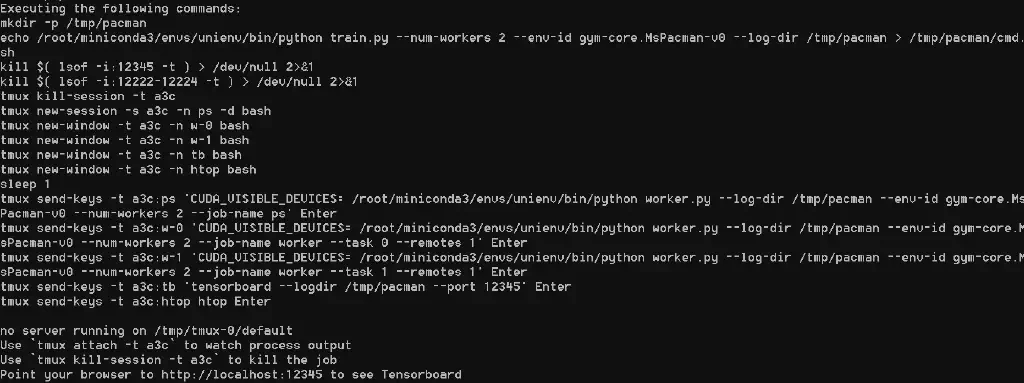 Executing the following commands:
mkdir -p /tmp/pacman
echo /root/miniconda3/envs/unienv/bin/python train.py --num-workers 2 --env-id gym-core.MsPacman-v0 --log-dir /tmp/pacman > /tmp/pacman/cmd.
sh
kill $( lsof -i:12345 -t ) > /dev/null 2>&1
kill $( lsof -i:12222-12224 -t ) > /dev/null 2>&1
tmux kill-session -t a3c
tmux new-session -s a3c -n ps -d bash
tmux new-window -t a3c -n w-0 bash
tmux new-window -t a3c -n w-1 bash
tmux new-window -t a3c -n tb bash
tmux new-window -t a3c -n htop bash
sleep 1
tmux send-keys -t a3c:ps 'CUDA_VISIBLE_DEVICES= /root/miniconda3/envs/unienv/bin/python worker.py --log-dir /tmp/pacman --env-id gym-core.Ms
Pacman-v0 --num-workers 2 --job-name ps' Enter
tmux send-keys -t a3c:w-0 'CUDA_VISIBLE_DEVICES= /root/miniconda3/envs/unienv/bin/python worker.py --log-dir /tmp/pacman --env-id gym-core.M
sPacman-v0 --num-workers 2 --job-name worker --task 0 --remotes 1' Enter
tmux send-keys -t a3c:w-1 'CUDA_VISIBLE_DEVICES= /root/miniconda3/envs/unienv/bin/python worker.py --log-dir /tmp/pacman --env-id gym-core.M
sPacman-v0 --num-workers 2 --job-name worker --task 1 --remotes 1' Enter
tmux send-keys -t a3c:tb 'tensorboard --logdir /tmp/pacman --port 12345' Enter
tmux send-keys -t a3c:htop htop Enter
no server running on /tmp/tmux-0/default
Use `tmux attach -t a3c` to watch process output
Use `tmux kill-session -t a3c` to kill the job
Point your browser to http://localhost:12345 to see Tensorboard